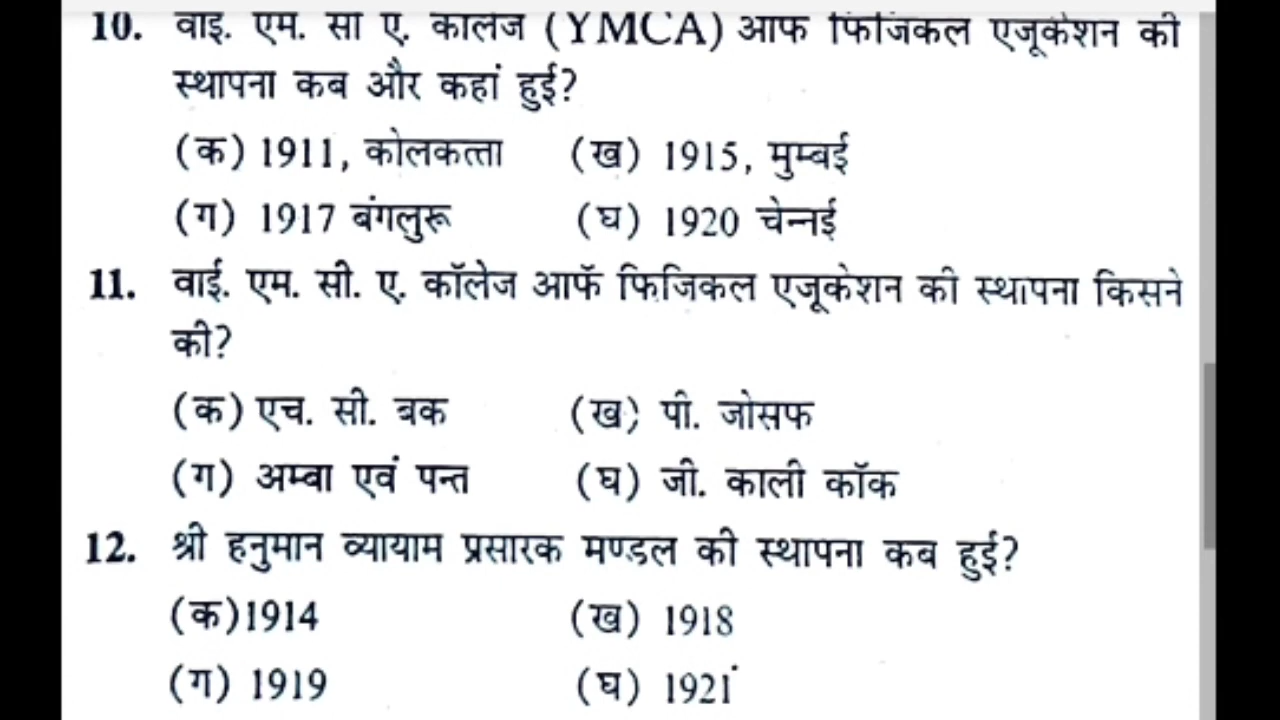 10. वाई. एम. सी ए. कालेज (YMCA) आफ फिजिकल एजूकेशन की
स्थापना कब और कहां हुई?
(क) 1911, कोलकत्ता (ख) 1915, मुम्बई
(ग) 1917 बंगलुरू (घ) 1920 चेन्नई
11. वाई. एम. सी. ए. कॉलेज आफॅ फिजिकल एजूकेशन की स्थापना किसने
की?
(क) एच. सी. बक (ख) पी. जोसफ
(ग) अम्बा एवं पन्त (घ) जी. काली कॉक
12. श्री हनुमान व्यायाम प्रसारक मण्डल की स्थापना कब हुई?
(क)1914 (ख) 1918
(ग) 1919 (घ) 1921